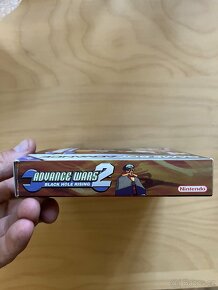 ADVANCE WARS 2
BLACK HOLE RISING
Nintendo